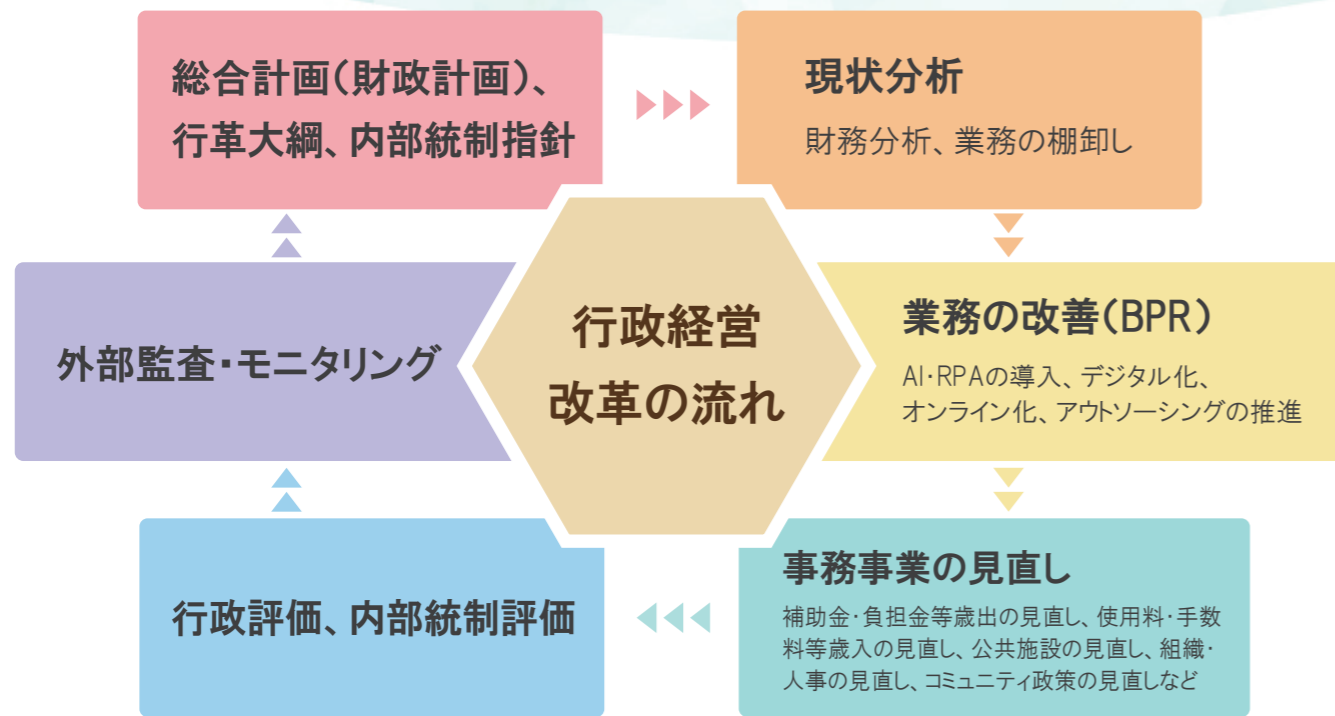 総合計画(財政計画)、
行革大綱、内部統制指針
現状分析
財務分析、業務の棚卸し
業務の改善(BPR)
AI・RPAの導入、デジタル化、
オンライン化、アウトソーシングの推進
事務事業の見直し
補助金・負担金等歳出の見直し、使用料・手数
料等歳入の見直し、公共施設の見直し、組織・
人事の見直し、コミュニティ政策の見直しなど
行政評価、内部統制評価
外部監査・モニタリング
行政経営
改革の流れ